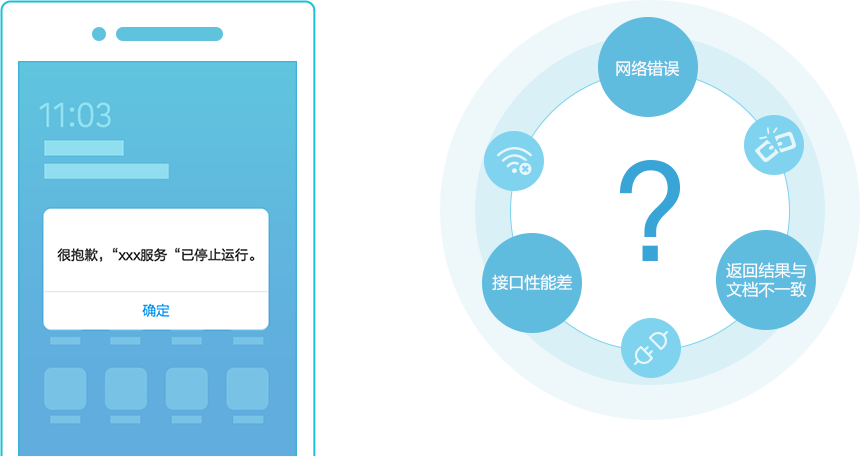 11:03
很抱歉，“xxx服务 “已停止运行。
确定
网络错误
?
接口性能差
返回结果与
文档不一致